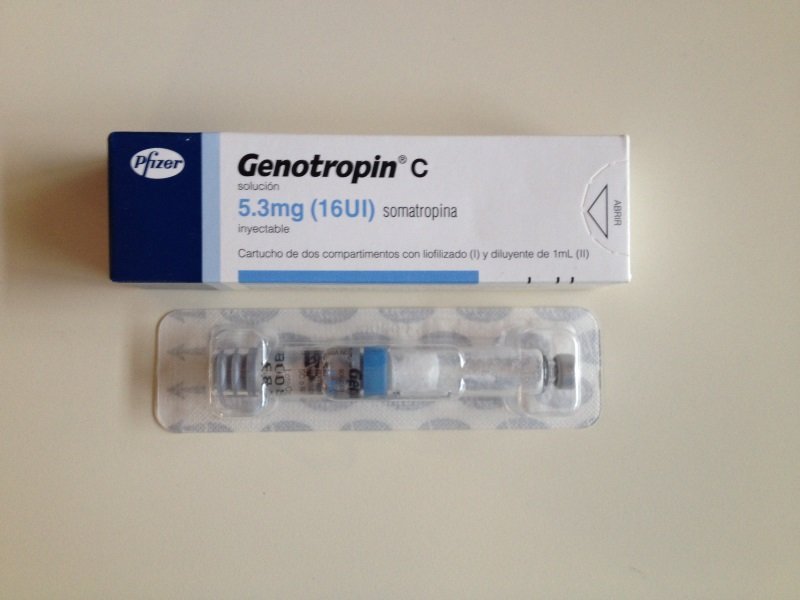 Pfizer
Genotropin® C
solución
5.3mg (16UI) somatropina
inyectable
Cartucho de dos compartimentos con liofilizado (I) y diluyente de 1mL (II)
ABRIR